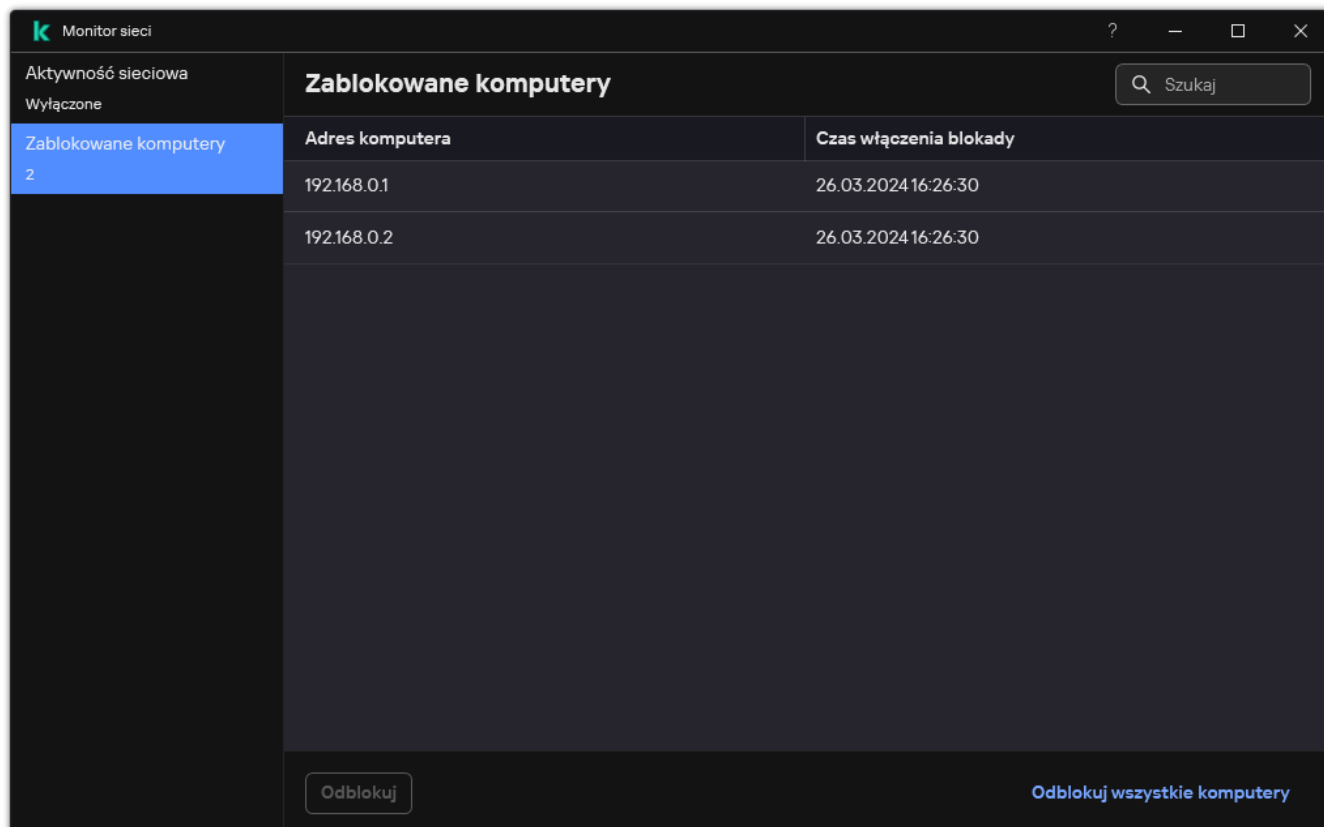 Monitor sieci
?
Aktywność sieciowa
Wyłączone
Zablokowane komputery
2
Zablokowane komputery
Szukaj
Adres komputera Czas włączenia blokady
192.168.0.1 26.03.2024 16:26:30
192.168.0.2 26.03.2024 16:26:30
Odblokuj Odblokuj wszystkie komputery